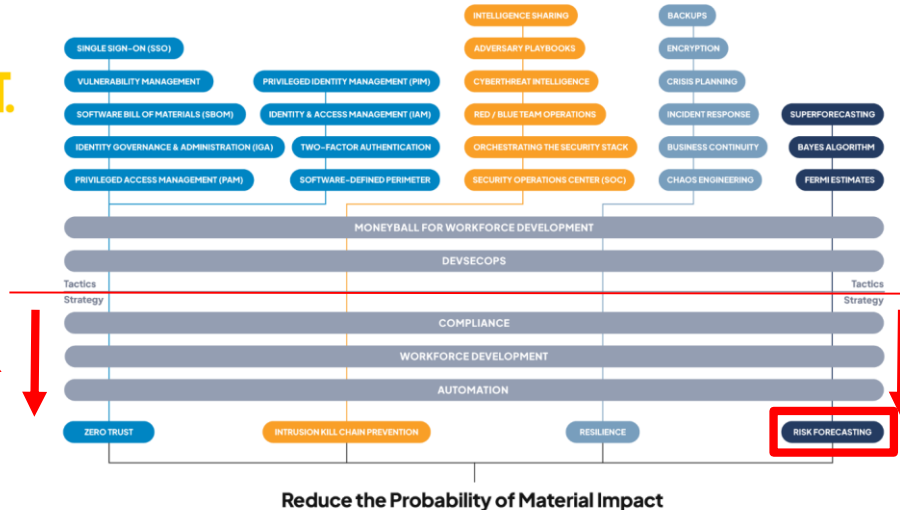 INTELLIGENCE SHARING
BACKUPS
SINGLE SIGN-ON (SSO)
ADVERSARY PLAYBOOKS
ENCRYPTION
VULNERABILITY MANAGEMENT
PRIVILEGED IDENTITY MANAGEMENT (PIM)
CYBERTHREAT INTELLIGENCE
CRISIS PLANNING
T.
SOFTWARE BILL OF MATERIALS (SBOM)
IDENTITY & ACCESS MANAGEMENT (IAM)
RED / BLUE TEAM OPERATIONS
INCIDENT RESPONSE
SUPERFORECASTING
IDENTITY GOVERNANCE & ADMINISTRATION (IGA)
TWO-FACTOR AUTHENTICATION
ORCHESTRATING THE SECURITY STACK
BUSINESS CONTINUITY
BAYES ALGORITHM
PRIVILEGED ACCESS MANAGEMENT (PAM)
SOFTWARE-DEFINED PERIMETER
SECURITY OPERATIONS CENTER (SOC)
CHAOS ENGINEERING
FERMI ESTIMATES
MONEYBALL FOR WORKFORCE DEVELOPMENT
DEVSECOPS
Tactics
Tactics
Strategy
Strategy
COMPLIANCE
WORKFORCE DEVELOPMENT
AUTOMATION
ZERO TRUST
INTRUSION KILL CHAIN PREVENTION
RESILIENCE
RISK FORECASTING
Reduce the Probability of Material Impact